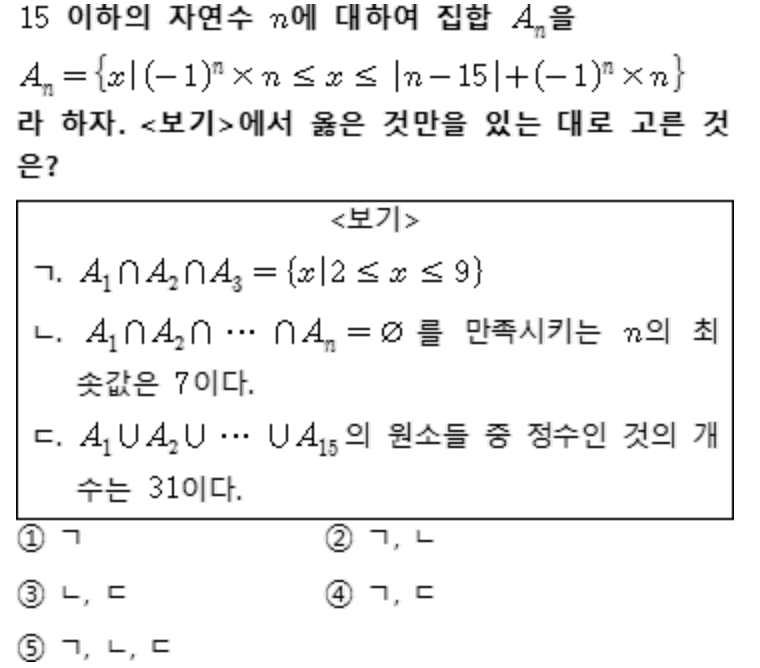 15 이하의 자연수 n에 대하여 집합 Aₙ을
Aₙ = {x|(−1)ⁿ × n ≤ x ≤ |n−15|+(−1)ⁿ × n}
라 하자. <보기>에서 옳은 것만을 있는 대로 고른 것
은?
<보기>
ㄱ. A₁∩A₂∩A₃ = {x|2 ≤ x ≤ 9}
ㄴ. A₁∩A₂∩ ⋯ ∩Aₙ = ∅ 를 만족시키는 n의 최
솟값은 7이다.
ㄷ. A₁∪A₂∪ ⋯ ∪A₁₅의 원소들 중 정수인 것의 개
수는 31이다.
① ㄱ ② ㄱ, ㄴ
③ ㄴ, ㄷ ④ ㄱ, ㄷ
⑤ ㄱ, ㄴ, ㄷ